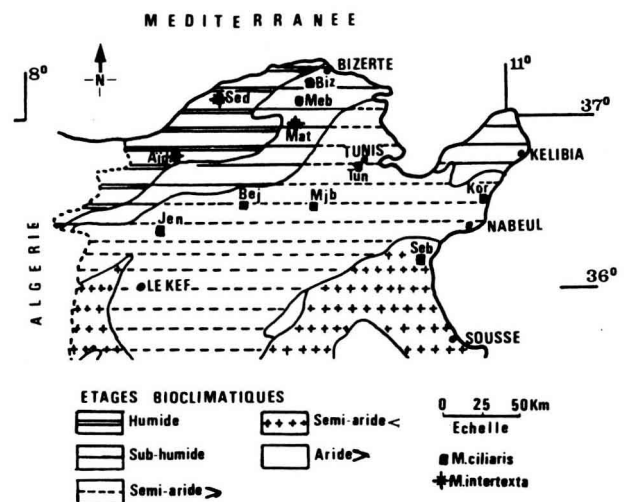 MEDITERRANEE
8°
11°
N
BIZERTE
Biz
Sed
Meb
37°
Mat
TUNIS
KELIBIA
Aid
Tun
Kor
Bej
Mjb
Jen
NABEUL
ALGERIE
Seb
36°
LE KEF
SOUSSE
ETAGES BIOCLIMATIQUES
Humide
Semi-aride <
0 25 50Km
Echelle
Sub-humide
Aride >
M.ciliaris
Semi-aride >
M.intertexta